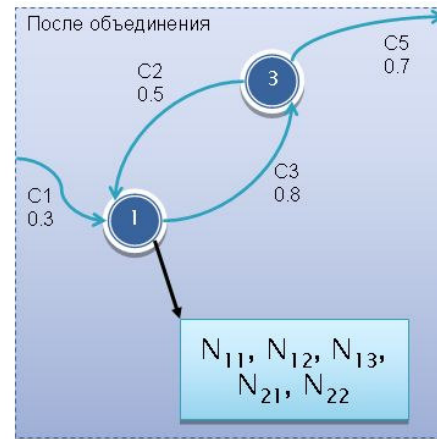 После объединения
C5
0.7
C2
0.5
3
C3
0.8
C1
0.3
1
N11, N12, N13,
N21, N22